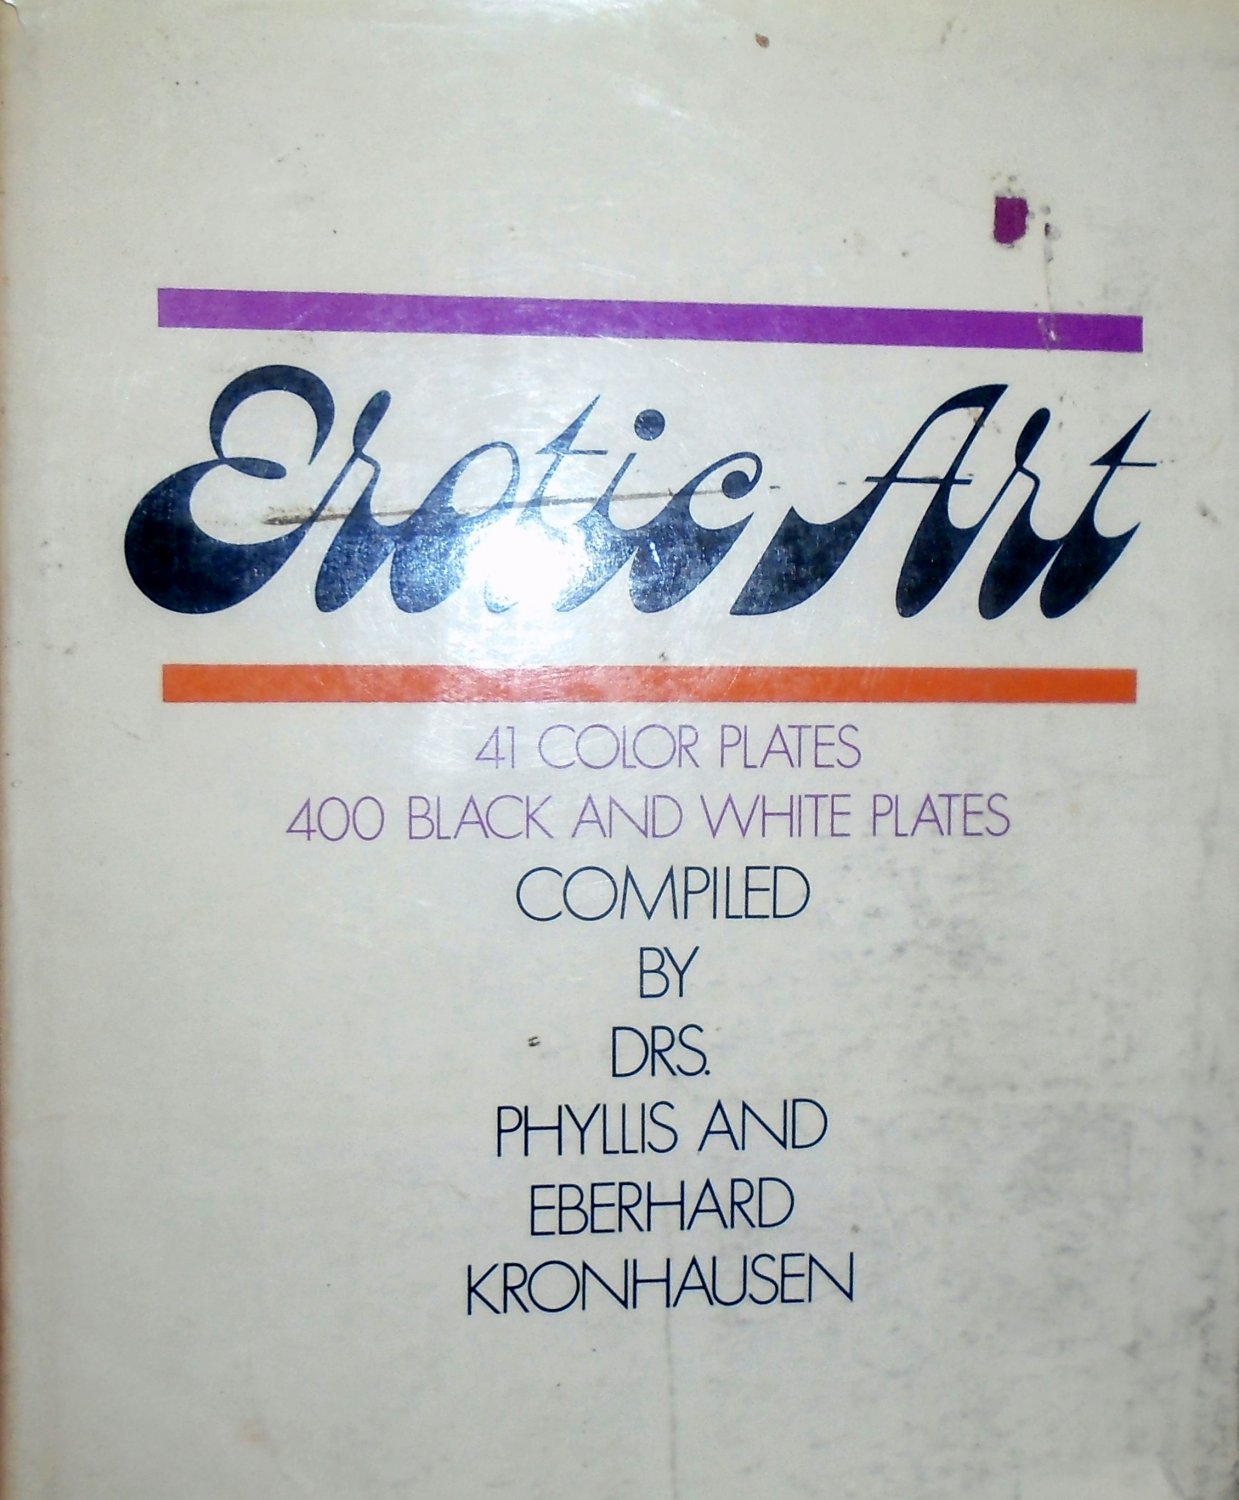 Erotic Art
41 COLOR PLATES
400 BLACK AND WHITE PLATES
COMPILED
BY
DRS.
PHYLLIS AND
EBERHARD
KRONHAUSEN